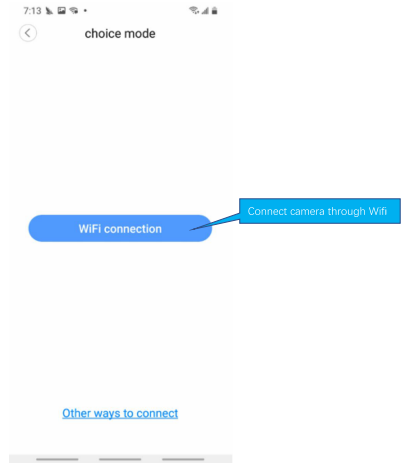 7:13
choice mode
WiFi connection
Connect camera through Wifi
Other ways to connect